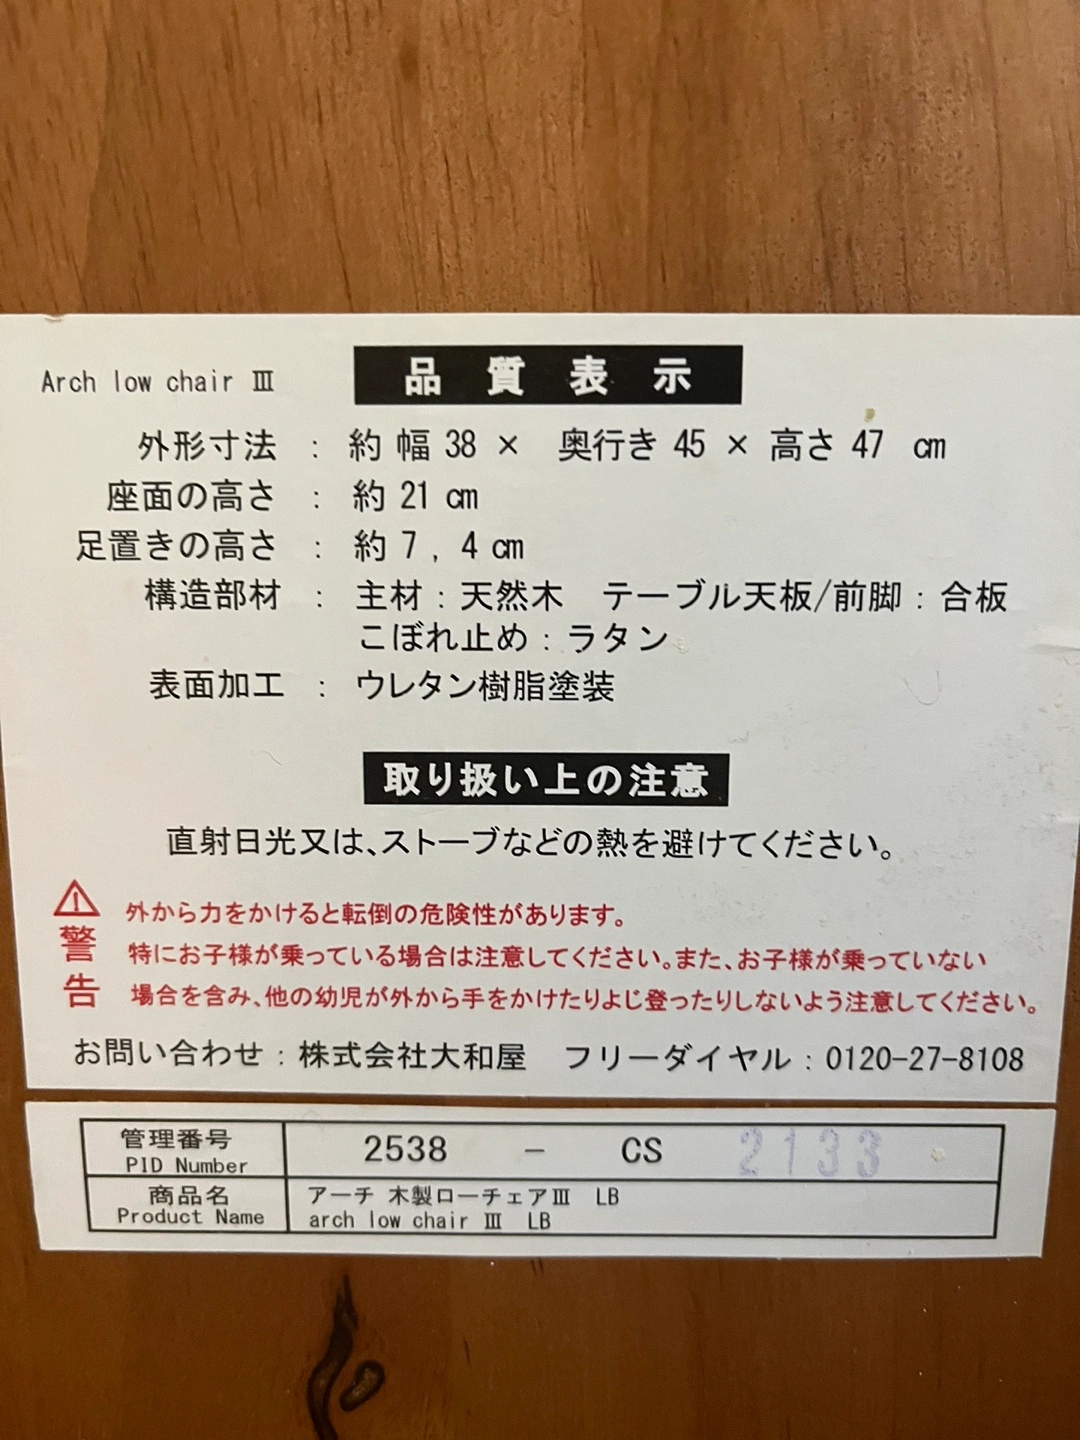 Arch low chair Ⅲ
品質表示
外形寸法 : 約 幅 38 × 奥行き 45 × 高さ 47 cm
座面の高さ : 約 21 cm
足置きの高さ : 約 7 , 4 cm
構造部材 : 主材 : 天然木 テーブル天板/前脚 : 合板
こぼれ止め : ラタン
表面加工 : ウレタン樹脂塗装
取り扱い上の注意
直射日光又は、ストーブなどの熱を避けてください。
警告
外から力をかけると転倒の危険性があります。
特にお子様が乗っている場合は注意してください。また、お子様が乗っていない
場合を含み、他の幼児が外から手をかけたりよじ登ったりしないよう注意してください。
お問い合わせ : 株式会社大和屋 フリーダイヤル : 0120-27-8108
管理番号
PID Number
2538 - CS 2133
商品名
Product Name
アーチ 木製ローチェアⅢ LB
arch low chair Ⅲ LB